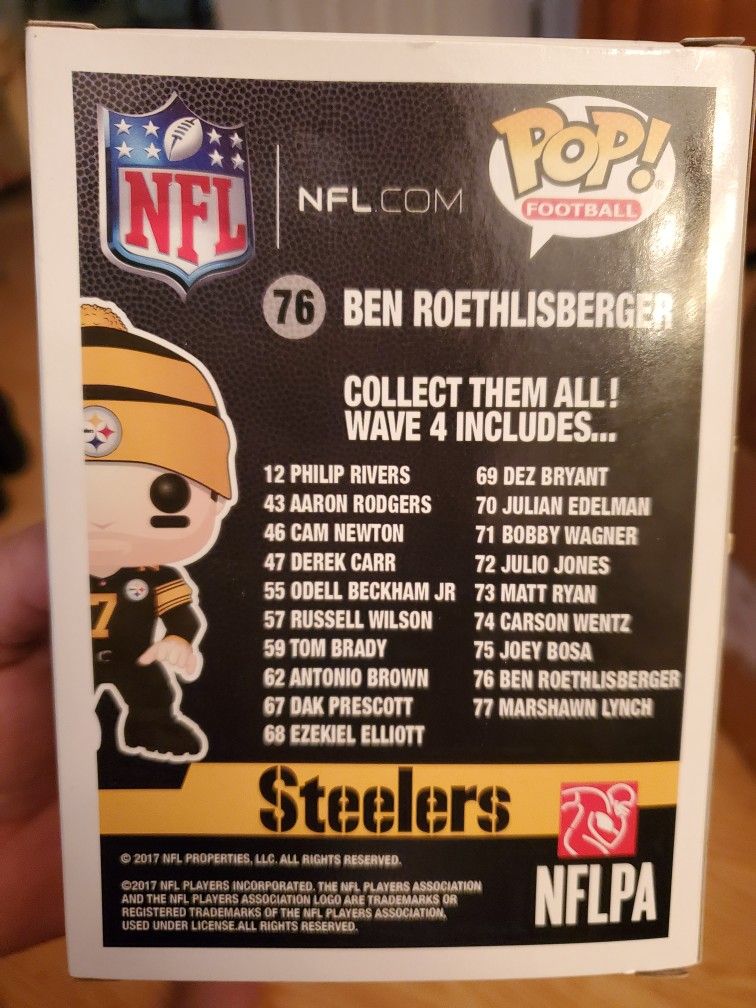 NFL
NFL.COM
POP!®
FOOTBALL
76 BEN ROETHLISBERGER
COLLECT THEM ALL!
WAVE 4 INCLUDES...
12 PHILIP RIVERS
43 AARON RODGERS
46 CAM NEWTON
47 DEREK CARR
55 ODELL BECKHAM JR
57 RUSSELL WILSON
59 TOM BRADY
62 ANTONIO BROWN
67 DAK PRESCOTT
68 EZEKIEL ELLIOTT
69 DEZ BRYANT
70 JULIAN EDELMAN
71 BOBBY WAGNER
72 JULIO JONES
73 MATT RYAN
74 CARSON WENTZ
75 JOEY BOSA
76 BEN ROETHLISBERGER
77 MARSHAWN LYNCH
7
C
Steelers
© 2017 NFL PROPERTIES, LLC. ALL RIGHTS RESERVED.
©2017 NFL PLAYERS INCORPORATED. THE NFL PLAYERS ASSOCIATION
AND THE NFL PLAYERS ASSOCIATION LOGO ARE TRADEMARKS OR
REGISTERED TRADEMARKS OF THE NFL PLAYERS ASSOCIATION,
USED UNDER LICENSE.ALL RIGHTS RESERVED.
NFLPA